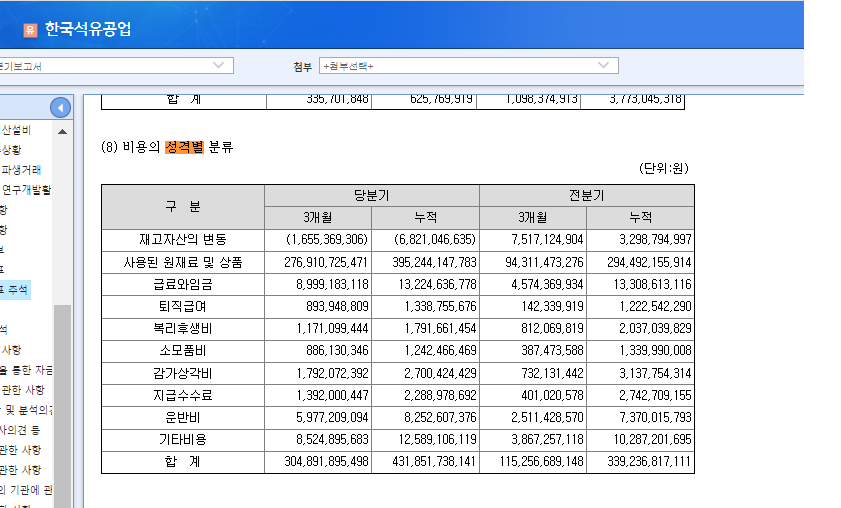 유 한국석유공업
분기보고서
첨부 +첨부선택+
산설비
상황
파생거래
연구개발활
항
항
주석
석
사항
을 통한 자금
관한 사항
및 분석의견
사의견 등
관한 사항
관한 사항
의 기관에 관
합 계 335,701,848 625,769,919 1,098,374,913 3,773,045,318
(8) 비용의 성격별 분류
(단위:원)
구 분 당분기 전분기
3개월 누적 3개월 누적
재고자산의 변동 (1,655,369,306) (6,821,046,635) 7,517,124,904 3,298,794,997
사용된 원재료 및 상품 276,910,725,471 395,244,147,783 94,311,473,276 294,492,155,914
급료와임금 8,999,183,118 13,224,636,778 4,574,369,934 13,308,613,116
퇴직급여 893,948,809 1,338,755,676 142,339,919 1,222,542,290
복리후생비 1,171,099,444 1,791,661,454 812,069,819 2,037,039,829
소모품비 886,130,346 1,242,466,469 387,473,588 1,339,990,008
감가상각비 1,792,072,392 2,700,424,429 732,131,442 3,137,754,314
지급수수료 1,392,000,447 2,288,978,692 401,020,578 2,742,709,155
운반비 5,977,209,094 8,252,607,376 2,511,428,570 7,370,015,793
기타비용 8,524,895,683 12,589,106,119 3,867,257,118 10,287,201,695
합 계 304,891,895,498 431,851,738,141 115,256,689,148 339,236,817,111